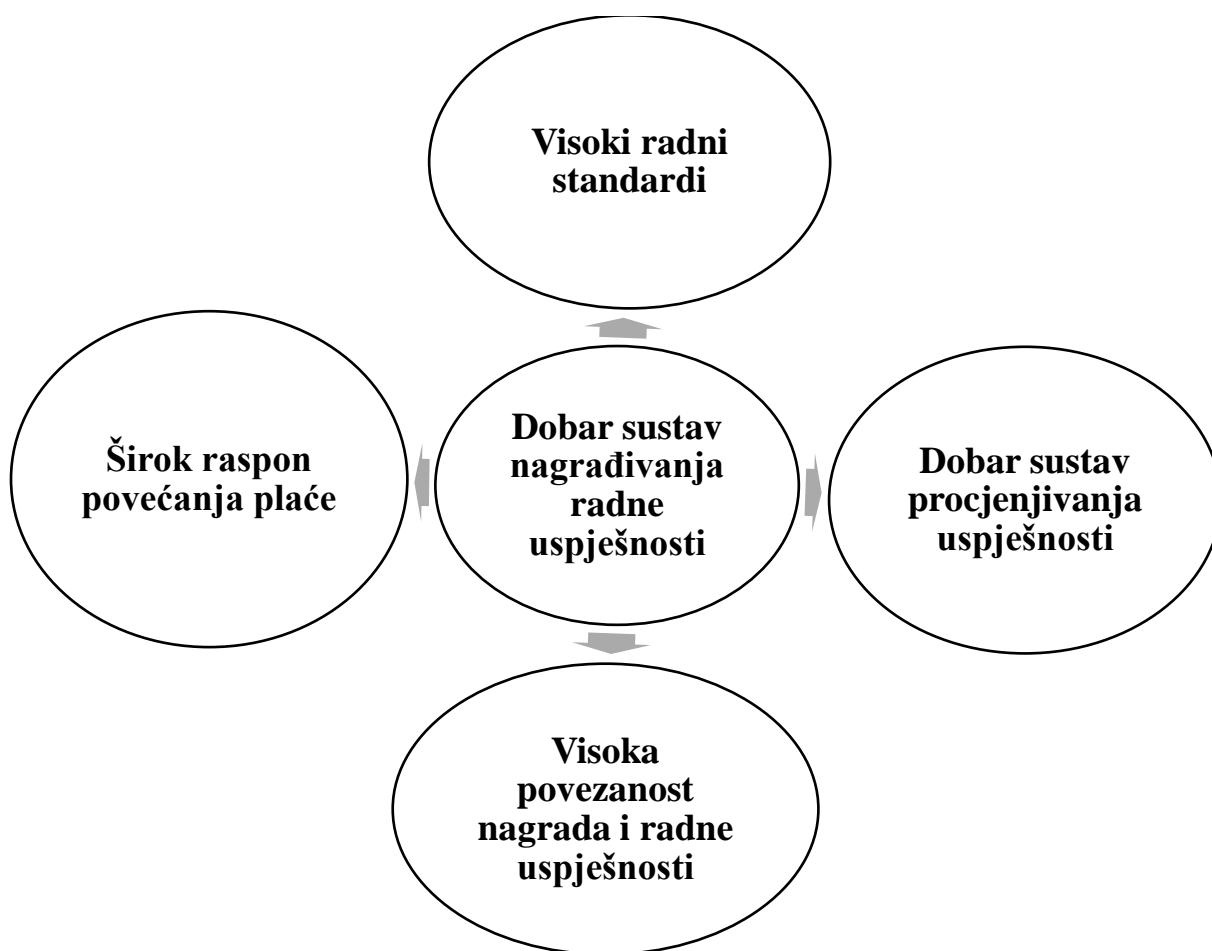 Visoki radni
standardi
Širok raspon
povećanja plaće
Dobar sustav
nagrađivanja
radne
uspješnosti
Dobar sustav
procjenjivanja
uspješnosti
Visoka
povezanost
nagrada i radne
uspješnosti